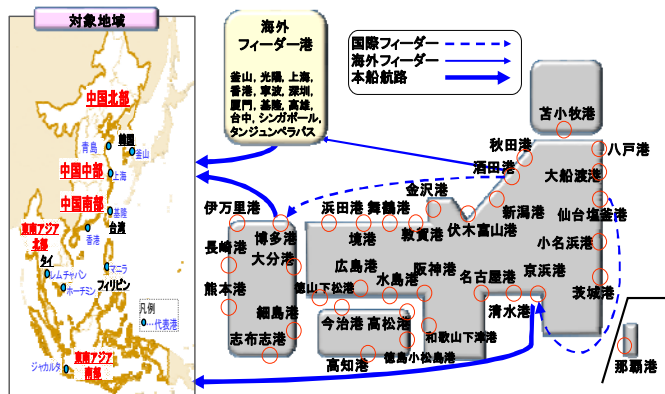 対象地域
中国北部
韓国
青島
釜山
中国中部
上海
中国南部
基隆
台湾
香港
東南アジア
北部
タイ
マニラ
レムチャバン
ホーチミン
フィリピン
凡例
…代表港
東南アジア
南部
ジャカルタ
海外
フィーダー港
釜山, 光陽, 上海,
香港, 寧波, 深圳,
厦門, 基隆, 高雄,
台中, シンガポール,
タンジュンペラパス
国際フィーダー
海外フィーダー
本船航路
苫小牧港
秋田港
八戸港
酒田港
大船渡港
金沢港
新潟港
仙台塩釜港
伊万里港
浜田港
舞鶴港
伏木富山港
博多港
境港
敦賀港
小名浜港
長崎港
大分港
広島港
阪神港
京浜港
徳山下松港
水島港
名古屋港
茨城港
熊本港
清水港
細島港
今治港
高松港
和歌山下津港
志布志港
高知港
徳島小松島港
那覇港